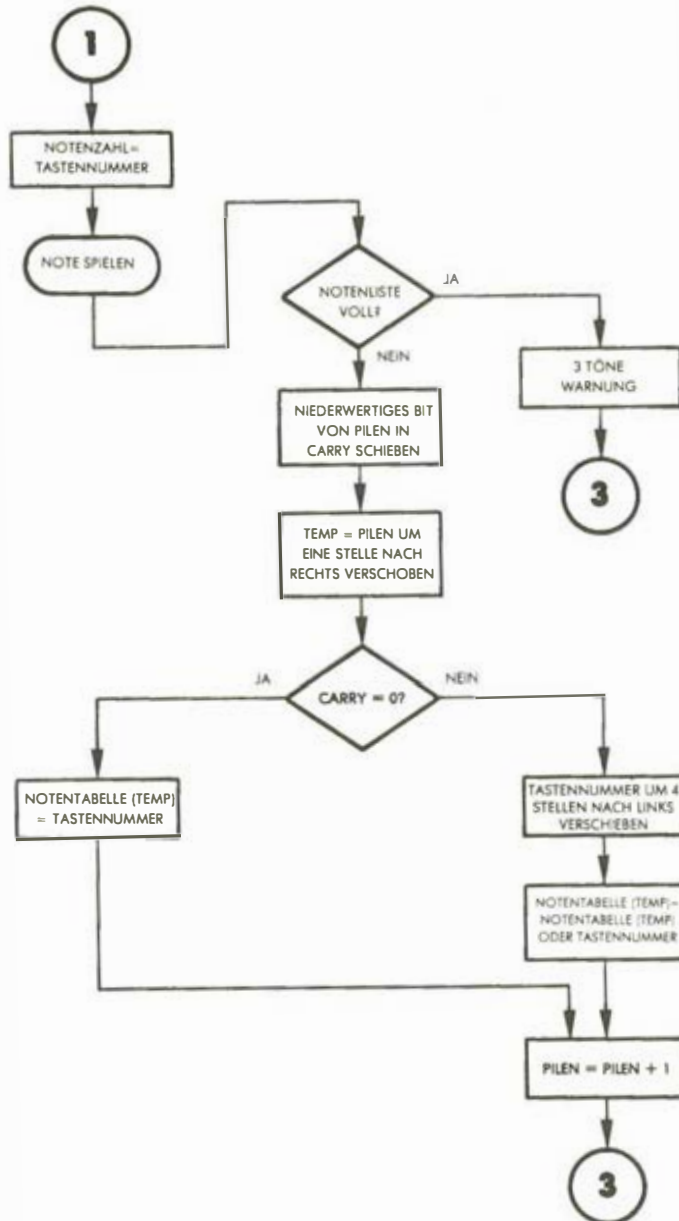 1
NOTENZAHL=
TASTENNUMMER
NOTE SPIELEN
NOTENLISTE
VOLL?
JA
NEIN
3 TÖNE
WARNUNG
3
NIEDERWERTIGES BIT
VON PILEN IN
CARRY SCHIEBEN
TEMP = PILEN UM
EINE STELLE NACH
RECHTS VERSCHOBEN
CARRY = 0?
JA
NEIN
NOTENTABELLE (TEMP)
= TASTENNUMMER
TASTENNUMMER UM 4
STELLEN NACH LINKS
VERSCHIEBEN
NOTENTABELLE (TEMP)=
NOTENTABELLE (TEMP)
ODER TASTENNUMMER
PILEN = PILEN + 1
3